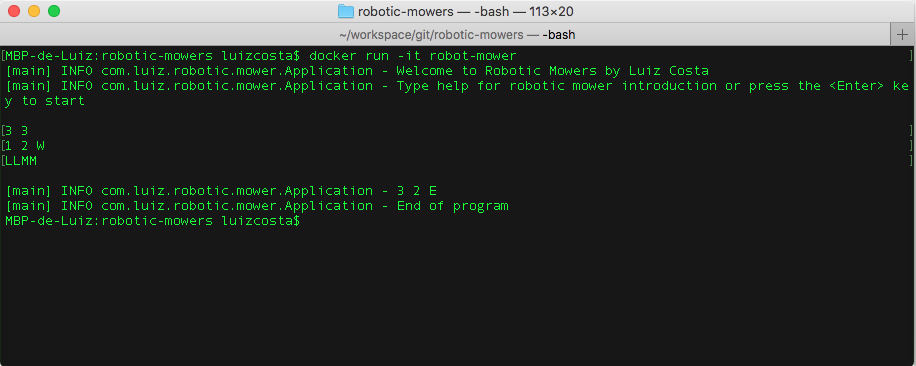 robotic-mowers — -bash — 113×20
~/workspace/git/robotic-mowers — -bash
[MBP-de-Luiz:robotic-mowers luizcosta$ docker run -it robot-mower ]
[main] INFO com.luiz.robotic.mower.Application - Welcome to Robotic Mowers by Luiz Costa
[main] INFO com.luiz.robotic.mower.Application - Type help for robotic mower introduction or press the <Enter> ke
y to start
[3 3 ]
[1 2 W ]
[LLMM ]
[main] INFO com.luiz.robotic.mower.Application - 3 2 E
[main] INFO com.luiz.robotic.mower.Application - End of program
MBP-de-Luiz:robotic-mowers luizcosta$